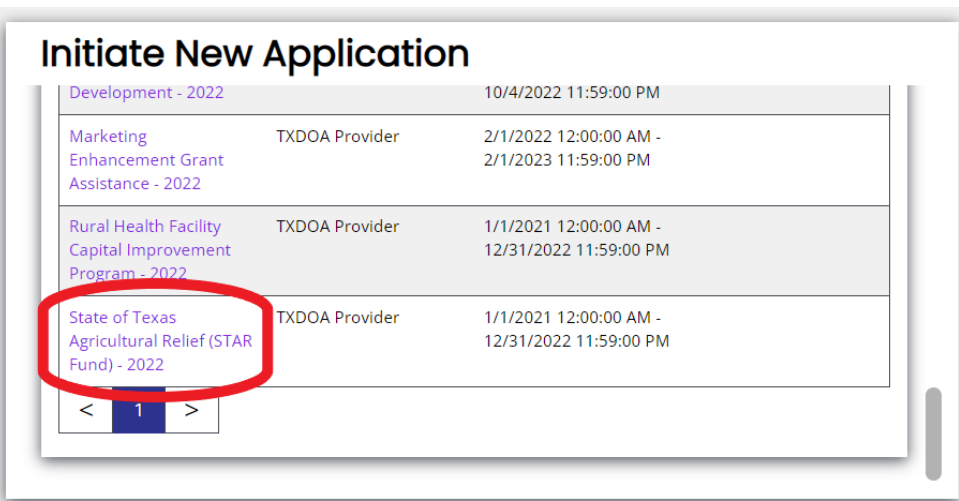 Initiate New Application
Development - 2022
10/4/2022 11:59:00 PM
Marketing
Enhancement Grant
Assistance - 2022
TXDOA Provider
2/1/2022 12:00:00 AM -
2/1/2023 11:59:00 PM
Rural Health Facility
Capital Improvement
Program - 2022
TXDOA Provider
1/1/2021 12:00:00 AM -
12/31/2022 11:59:00 PM
State of Texas
Agricultural Relief (STAR
Fund) - 2022
TXDOA Provider
1/1/2021 12:00:00 AM -
12/31/2022 11:59:00 PM
< 1 >